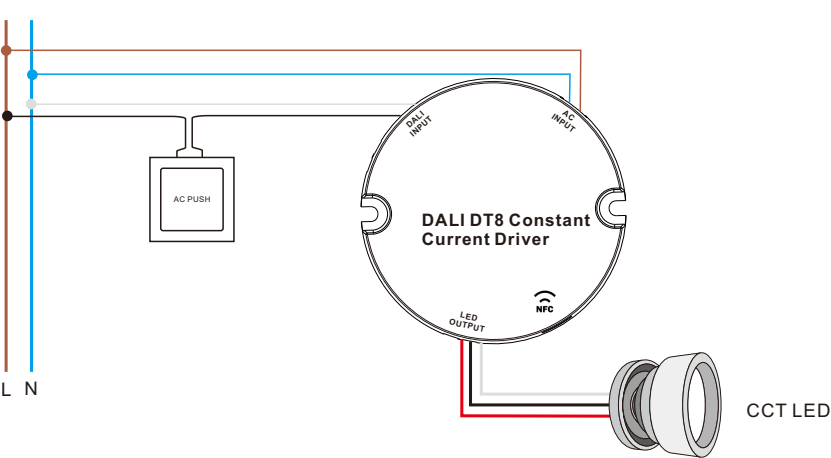 DALI
INPUT
AC
INPUT
AC PUSH
DALI DT8 Constant
Current Driver
NFC
LED
OUTPUT
L N
CCT LED